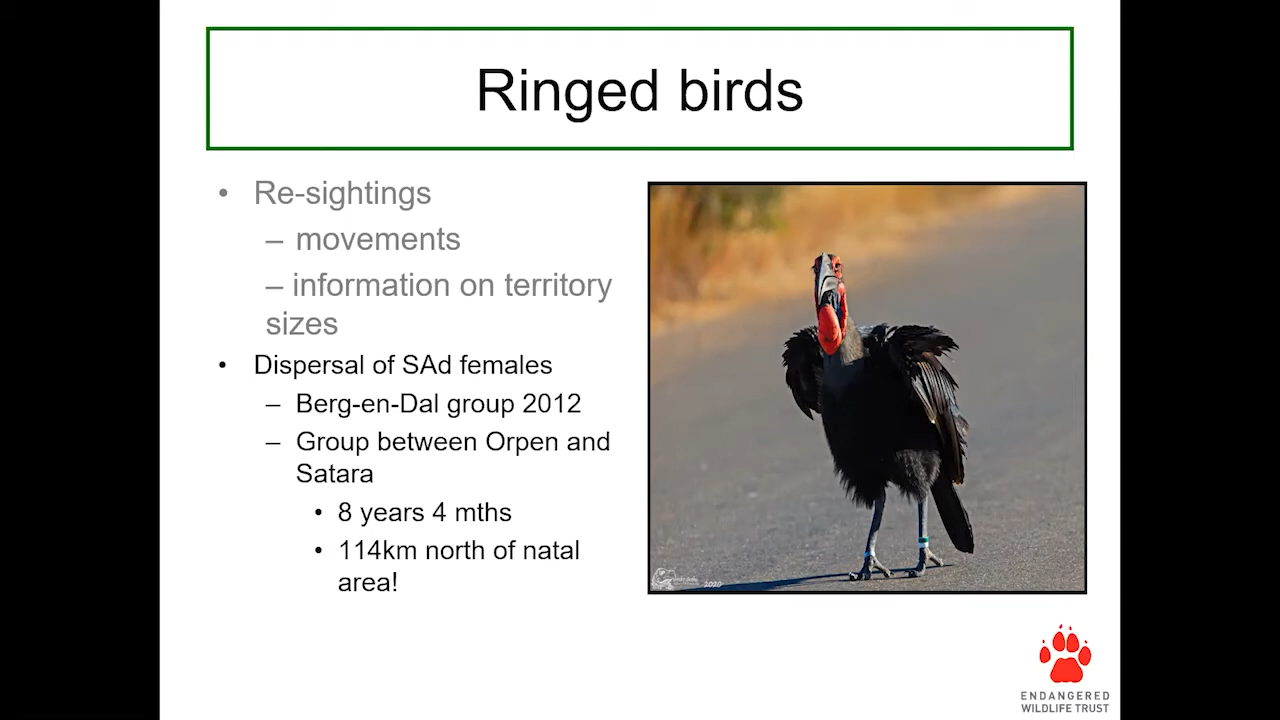 Ringed birds
• Re-sightings
– movements
– information on territory
sizes
• Dispersal of SAd females
– Berg-en-Dal group 2012
– Group between Orpen and
Satara
• 8 years 4 mths
• 114km north of natal
area!
2020
ENDANGERED
WILDLIFE TRUST